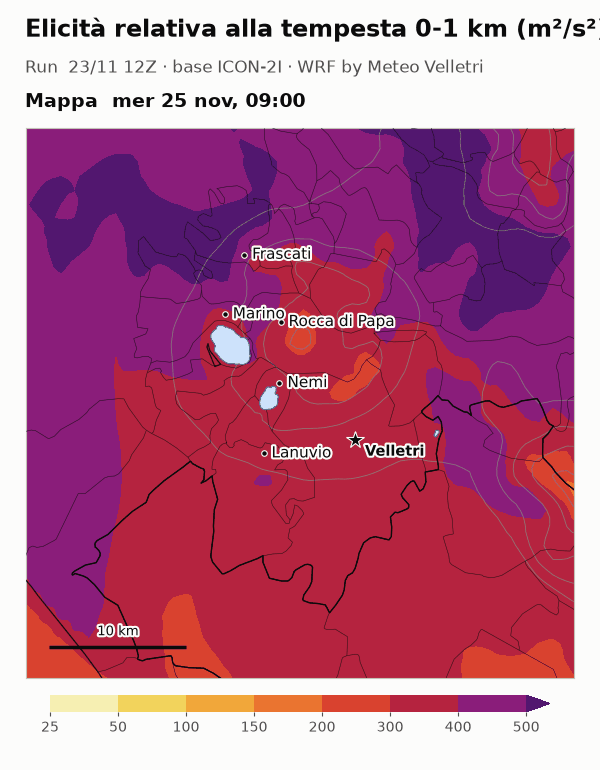 Elicità relativa alla tempesta 0-1 km (m²/s²)
Run 23/11 12Z · base ICON-2I · WRF by Meteo Velletri
Mappa mer 25 nov, 09:00
Frascati
Marino
Rocca di Papa
Nemi
Lanuvio
Velletri
10 km
25 50 100 150 200 300 400 500